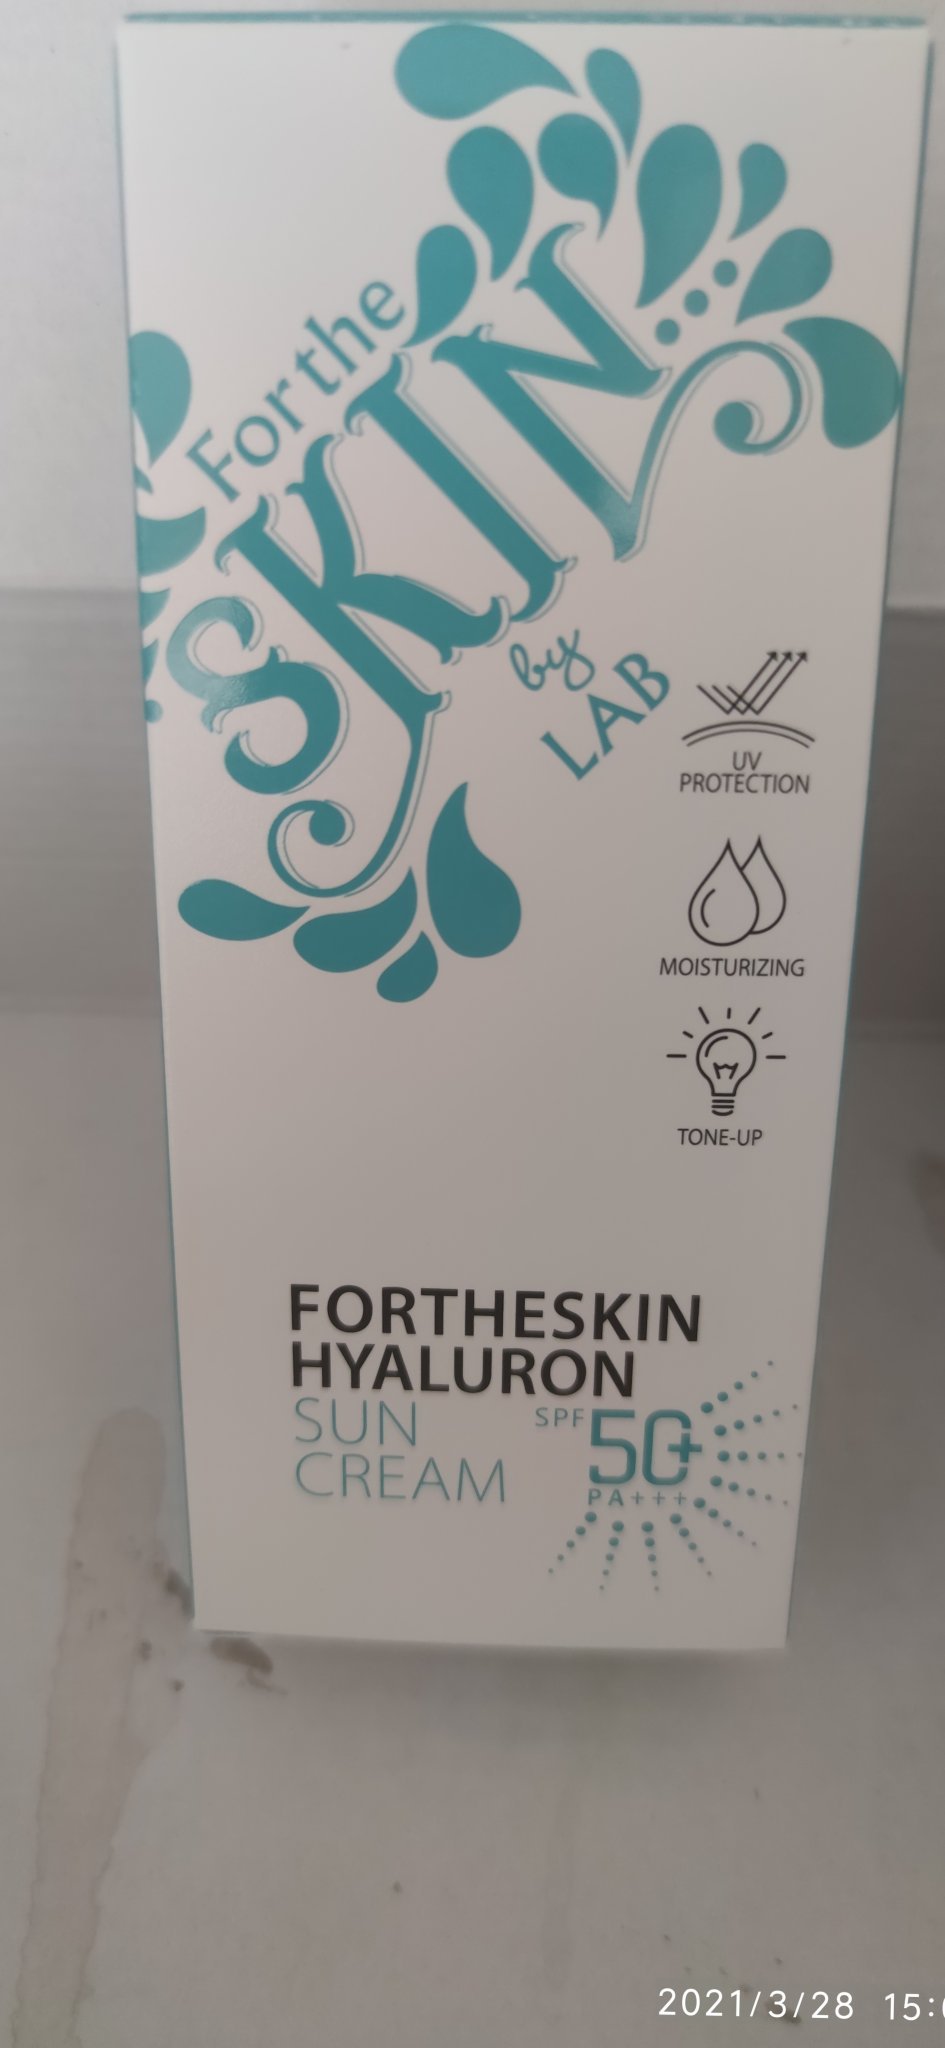 For the
SKIN
by
LAB
UV
PROTECTION
MOISTURIZING
TONE-UP
FORTHESKIN
HYALURON
SUN
CREAM
SPF 50+
PA+++
2021/3/28 15: